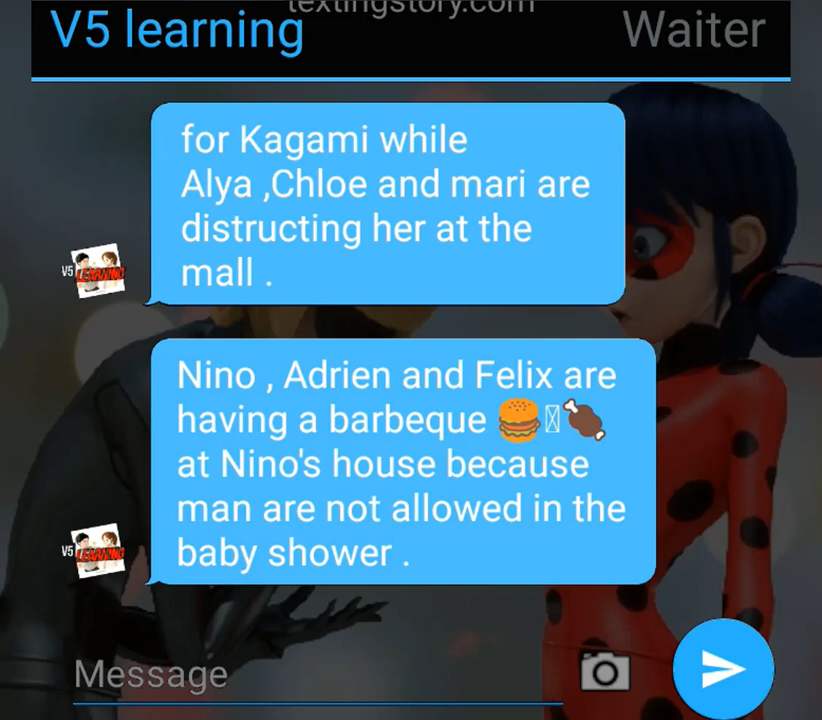 textingstory.com
V5 learning
Waiter
for Kagami while
Alya ,Chloe and mari are
distructing her at the
mall .
V5 LEARNING
Nino , Adrien and Felix are
having a barbeque 🍔🍖
at Nino's house because
man are not allowed in the
baby shower .
V5 LEARNING
Message